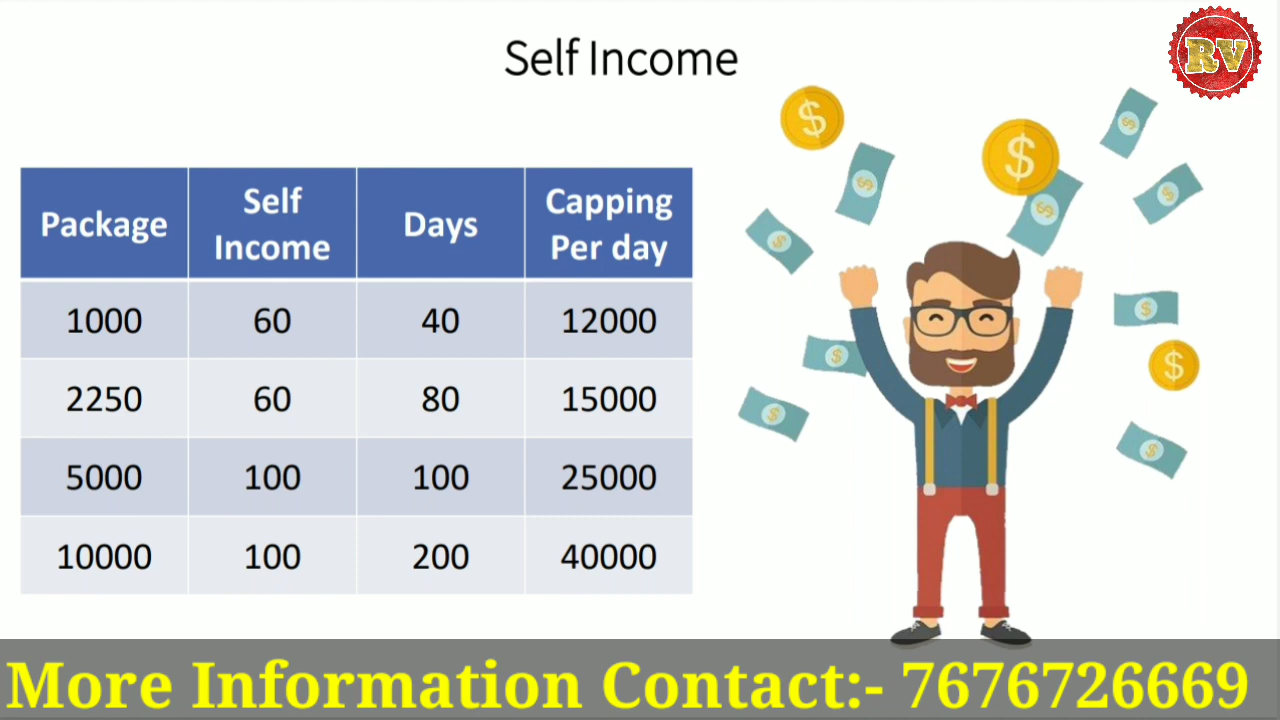 Self Income
RV
Package Self Income Days Capping Per day
1000 60 40 12000
2250 60 80 15000
5000 100 100 25000
10000 100 200 40000
More Information Contact:- 7676726669